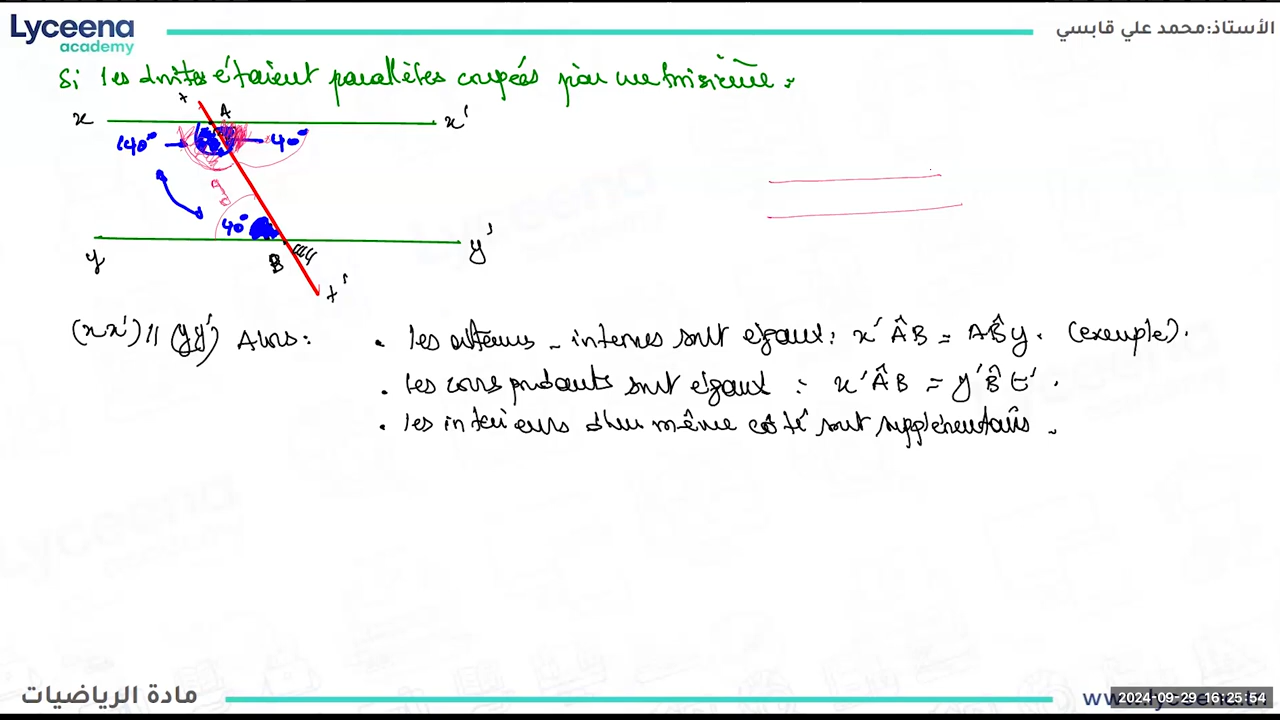 Lyceena
academy
الأستاذ:محمد علي قابسي
Si les droites étaient parallèles coupées par une troisième.
t A
x x'
140° 40°
40°
y B y'
t'
(xx') // (yy') Alors: . les alternes - internes sont égaux: x'ÂB = AB̂y. (exemple).
. les correspondants sont égaux : x'ÂB = y'B̂t'.
. les intérieurs d'un même côté sont supplémentaires.
مادة الرياضيات
2024-09-29 16:25:54